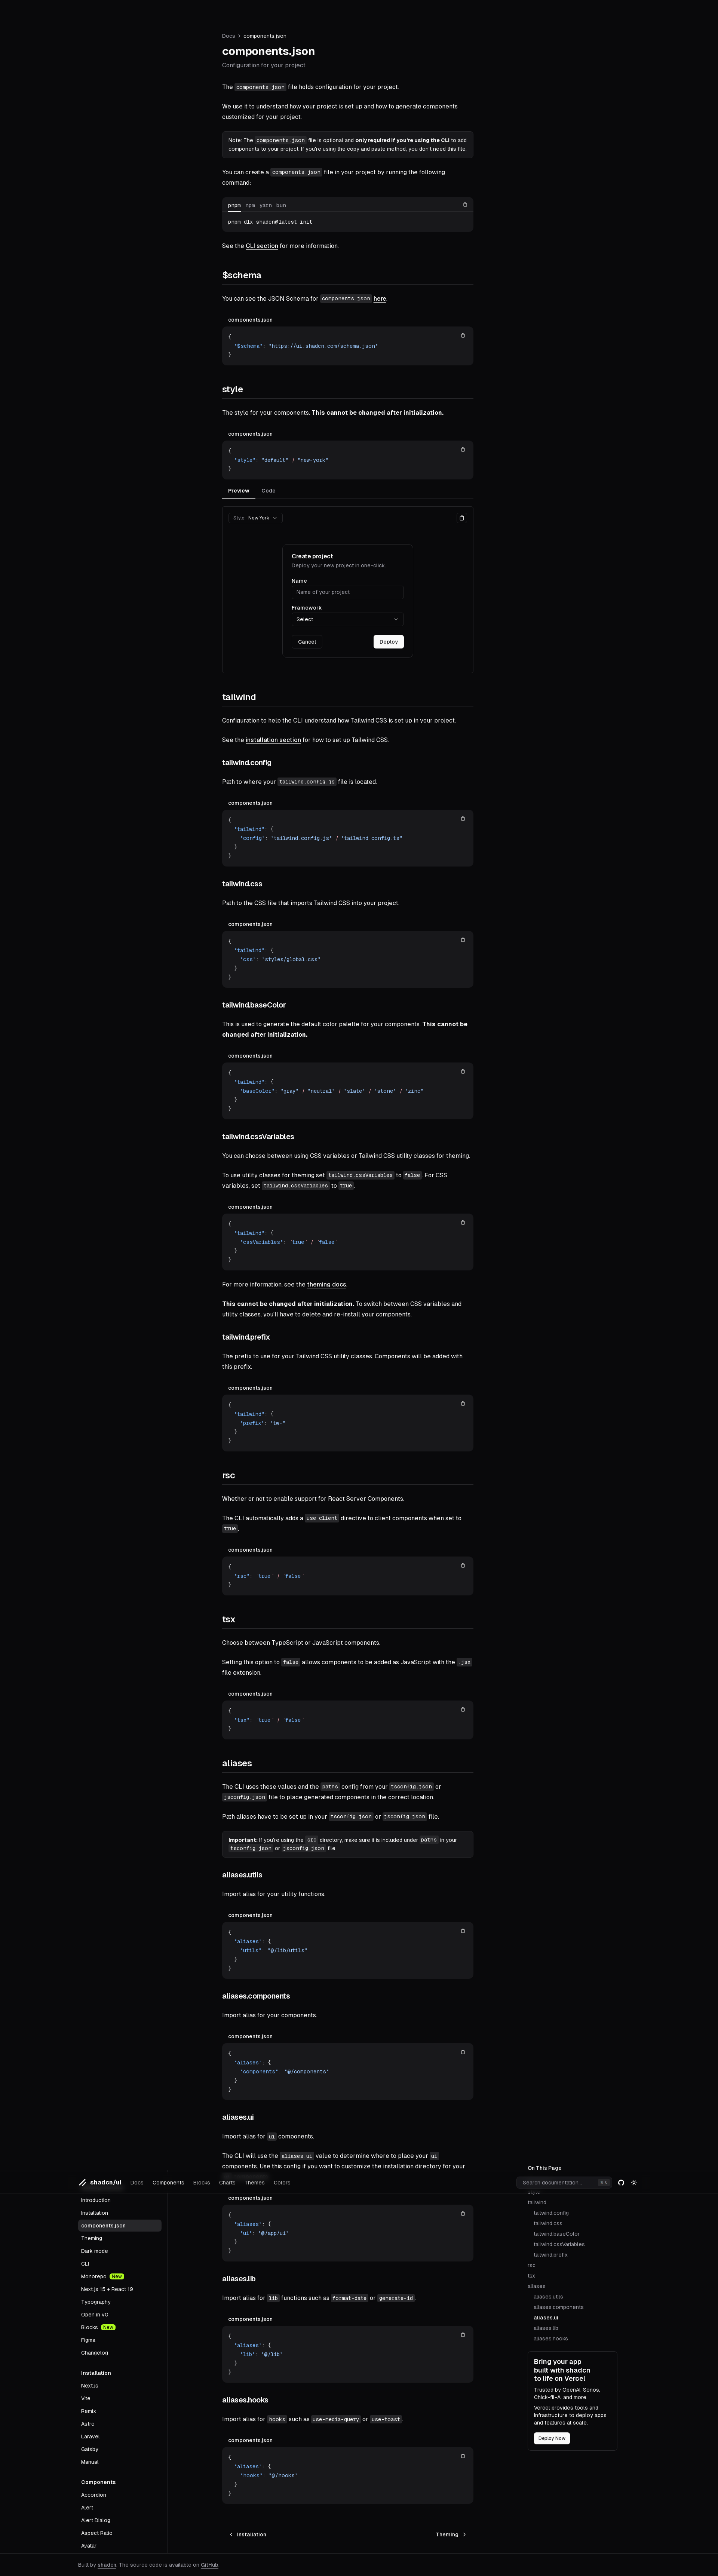 Docs > components.json
components.json
Configuration for your project.
The components.json file holds configuration for your project.
We use it to understand how your project is set up and how to generate components
customized for your project.
Note: The components.json file is optional and only required if you're using the CLI to add
components to your project. If you're using the copy and paste method, you don't need this file.
You can create a components.json file in your project by running the following
command:
pnpm npm yarn bun
pnpm dlx shadcn@latest init
See the CLI section for more information.
$schema
You can see the JSON Schema for components.json here.
components.json
{
"$schema": "https://ui.shadcn.com/schema.json"
}
style
The style for your components. This cannot be changed after initialization.
components.json
{
"style": "default" / "new-york"
}
Preview Code
Style: New York
Create project
Deploy your new project in one-click.
Name
Name of your project
Framework
Select
Cancel Deploy
tailwind
Configuration to help the CLI understand how Tailwind CSS is set up in your project.
See the installation section for how to set up Tailwind CSS.
tailwind.config
Path to where your tailwind.config.js file is located.
components.json
{
"tailwind": {
"config": "tailwind.config.js" / "tailwind.config.ts"
}
}
tailwind.css
Path to the CSS file that imports Tailwind CSS into your project.
components.json
{
"tailwind": {
"css": "styles/global.css"
}
}
tailwind.baseColor
This is used to generate the default color palette for your components. This cannot be
changed after initialization.
components.json
{
"tailwind": {
"baseColor": "gray" / "neutral" / "slate" / "stone" / "zinc"
}
}
tailwind.cssVariables
You can choose between using CSS variables or Tailwind CSS utility classes for theming.
To use utility classes for theming set tailwind.cssVariables to false. For CSS
variables, set tailwind.cssVariables to true.
components.json
{
"tailwind": {
"cssVariables": `true` / `false`
}
}
For more information, see the theming docs.
This cannot be changed after initialization. To switch between CSS variables and
utility classes, you'll have to delete and re-install your components.
tailwind.prefix
The prefix to use for your Tailwind CSS utility classes. Components will be added with
this prefix.
components.json
{
"tailwind": {
"prefix": "tw-"
}
}
rsc
Whether or not to enable support for React Server Components.
The CLI automatically adds a use client directive to client components when set to
true.
components.json
{
"rsc": `true` / `false`
}
tsx
Choose between TypeScript or JavaScript components.
Setting this option to false allows components to be added as JavaScript with the .jsx
file extension.
components.json
{
"tsx": `true` / `false`
}
aliases
The CLI uses these values and the paths config from your tsconfig.json or
jsconfig.json file to place generated components in the correct location.
Path aliases have to be set up in your tsconfig.json or jsconfig.json file.
Important: If you're using the src directory, make sure it is included under paths in your
tsconfig.json or jsconfig.json file.
aliases.utils
Import alias for your utility functions.
components.json
{
"aliases": {
"utils": "@/lib/utils"
}
}
aliases.components
Import alias for your components.
components.json
{
"aliases": {
"components": "@/components"
}
}
aliases.ui
Import alias for ui components.
The CLI will use the aliases.ui value to determine where to place your ui
components. Use this config if you want to customize the installation directory for your
shadcn/ui Docs Components Blocks Charts Themes Colors
Search documentation... ⌘K
components.json
{
"aliases": {
"ui": "@/app/ui"
}
}
aliases.lib
Import alias for lib functions such as format-date or generate-id.
components.json
{
"aliases": {
"lib": "@/lib"
}
}
aliases.hooks
Import alias for hooks such as use-media-query or use-toast.
components.json
{
"aliases": {
"hooks": "@/hooks"
}
}
Installation Theming
Introduction
Installation
components.json
Theming
Dark mode
CLI
Monorepo New
Next.js 15 + React 19
Typography
Open in v0
Blocks New
Figma
Changelog
Installation
Next.js
Vite
Remix
Astro
Laravel
Gatsby
Manual
Components
Accordion
Alert
Alert Dialog
Aspect Ratio
Avatar
On This Page
tailwind
tailwind.config
tailwind.css
tailwind.baseColor
tailwind.cssVariables
tailwind.prefix
rsc
tsx
aliases
aliases.utils
aliases.components
aliases.ui
aliases.lib
aliases.hooks
Bring your app
built with shadcn
to life on Vercel
Trusted by OpenAI, Sonos,
Chick-fil-A, and more.
Vercel provides tools and
infrastructure to deploy apps
and features at scale.
Deploy Now
Built by shadcn. The source code is available on GitHub.